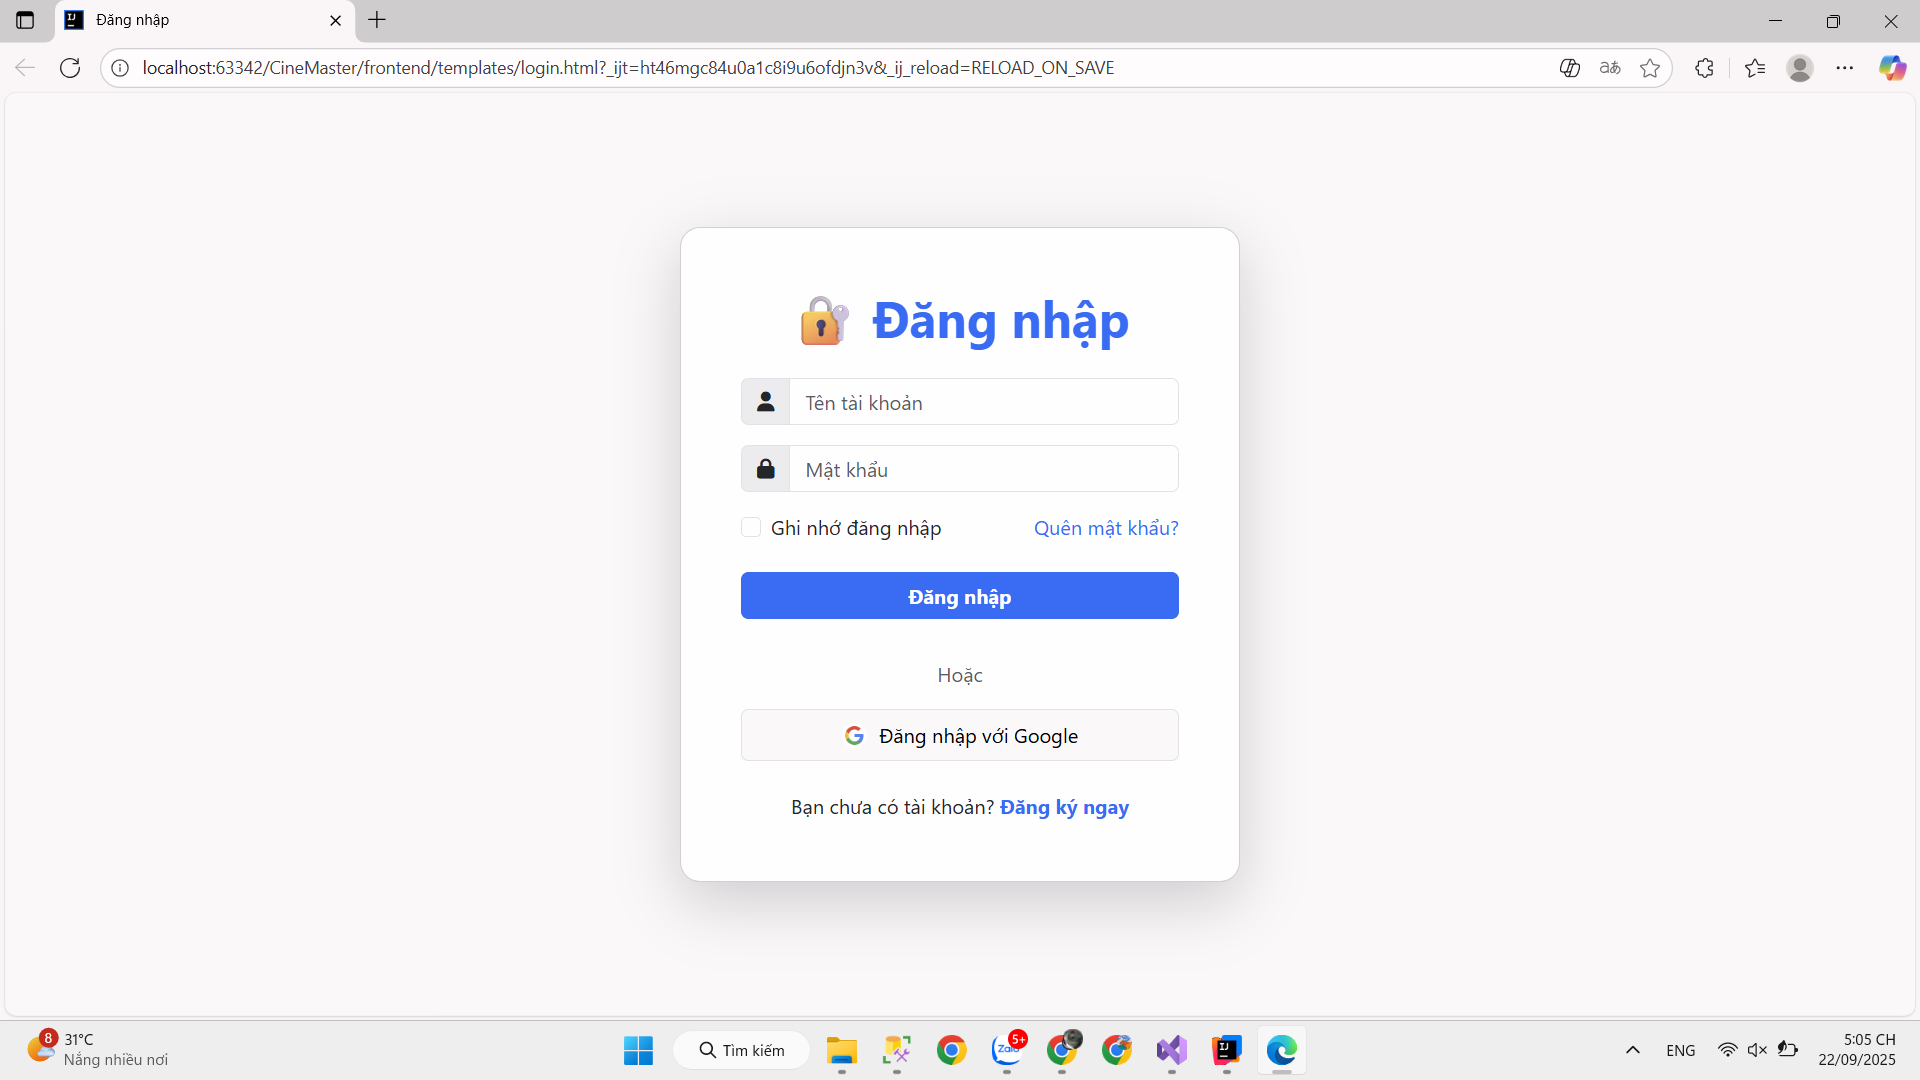 Đăng nhập
localhost:63342/CineMaster/frontend/templates/login.html?_ijt=ht46mgc84u0a1c8i9u6ofdjn3v&_ij_reload=RELOAD_ON_SAVE
Đăng nhập
Tên tài khoản
Mật khẩu
Ghi nhớ đăng nhập
Quên mật khẩu?
Đăng nhập
Hoặc
Đăng nhập với Google
Bạn chưa có tài khoản? Đăng ký ngay
8
31°C
Nắng nhiều nơi
Tìm kiếm
Zalo
5+
ENG
5:05 CH
22/09/2025